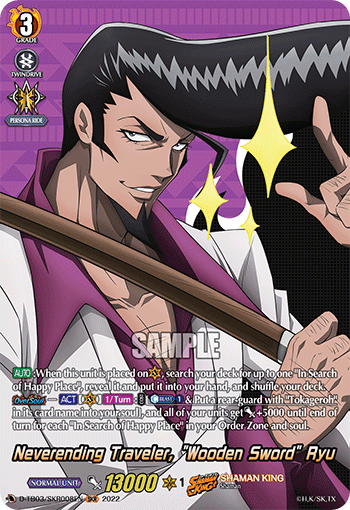 3
GRADE
TWINDRIVE
PERSONA RIDE
SAMPLE
AUTO :When this unit is placed on , search your deck for up to one "In Search
of Happy Place", reveal it and put it into your hand, and shuffle your deck.
OverSoul — ACT 1/Turn : 1 & Put a rear-guard with "Tokageroh"
in its card name into your soul, and all of your units get +5000 until end of
turn for each "In Search of Happy Place" in your Order Zone and soul.
Neverending Traveler, "Wooden Sword" Ryu
NORMAL UNIT 13000 1 SHAMAN KING SHAMAN KING
Shaman
D-TB03/SKR008EN 2022 ©H.K/SK,TX